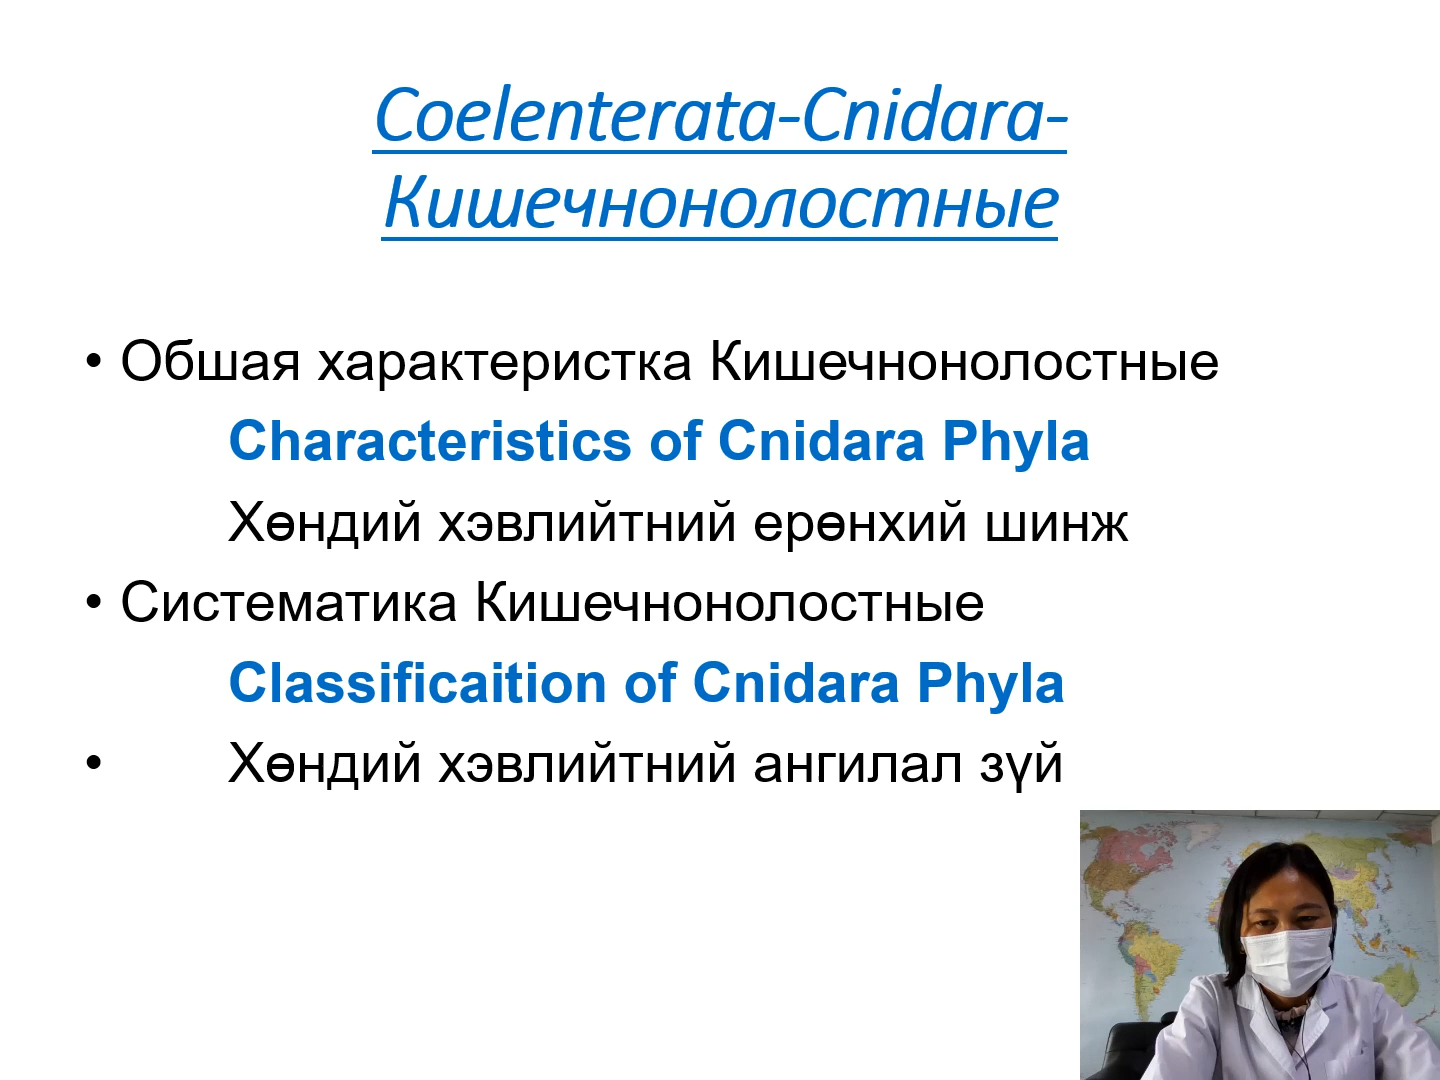 Coelenterata-Cnidara-
Кишечнонолостные
• Обшая характеристка Кишечнонолостные
Characteristics of Cnidara Phyla
Хөндий хэвлийтний ерөнхий шинж
• Систематика Кишечнонолостные
Classificaition of Cnidara Phyla
• Хөндий хэвлийтний ангилал зүй